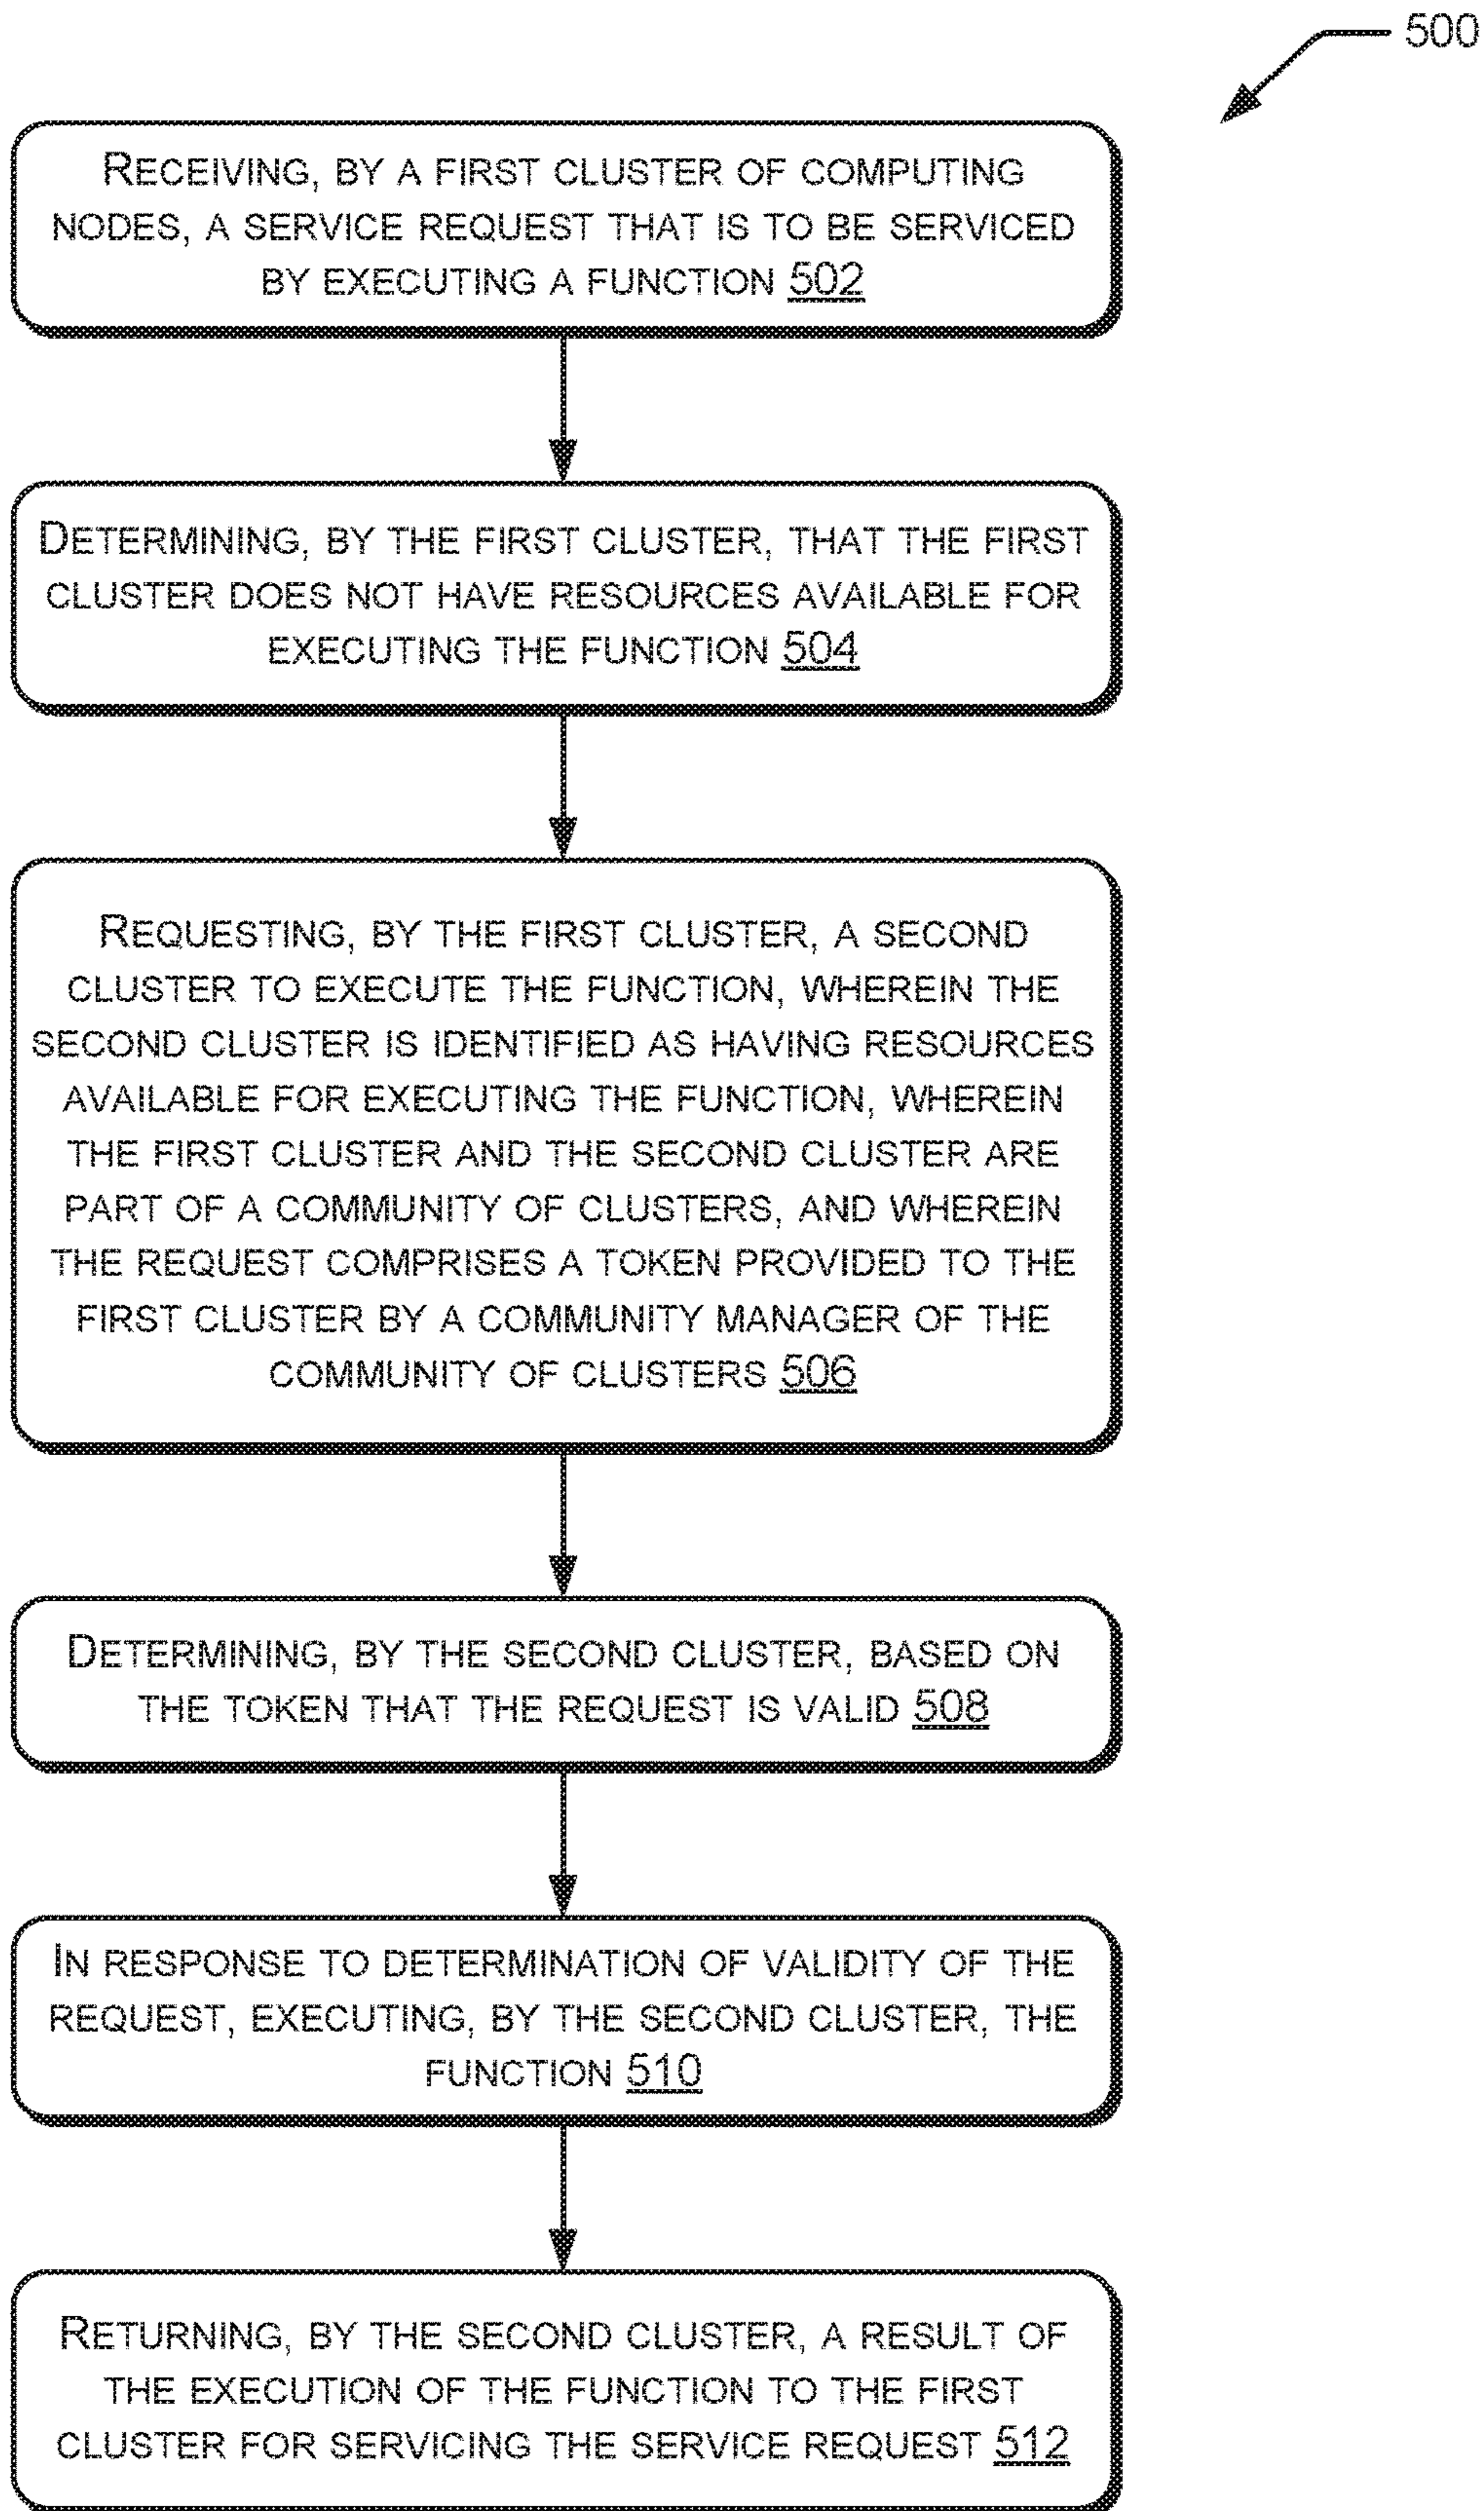 500
RECEIVING, BY A FIRST CLUSTER OF COMPUTING
NODES, A SERVICE REQUEST THAT IS TO BE SERVICED
BY EXECUTING A FUNCTION 502
DETERMINING, BY THE FIRST CLUSTER, THAT THE FIRST
CLUSTER DOES NOT HAVE RESOURCES AVAILABLE FOR
EXECUTING THE FUNCTION 504
REQUESTING, BY THE FIRST CLUSTER, A SECOND
CLUSTER TO EXECUTE THE FUNCTION, WHEREIN THE
SECOND CLUSTER IS IDENTIFIED AS HAVING RESOURCES
AVAILABLE FOR EXECUTING THE FUNCTION, WHEREIN
THE FIRST CLUSTER AND THE SECOND CLUSTER ARE
PART OF A COMMUNITY OF CLUSTERS, AND WHEREIN
THE REQUEST COMPRISES A TOKEN PROVIDED TO THE
FIRST CLUSTER BY A COMMUNITY MANAGER OF THE
COMMUNITY OF CLUSTERS 506
DETERMINING, BY THE SECOND CLUSTER, BASED ON
THE TOKEN THAT THE REQUEST IS VALID 508
IN RESPONSE TO DETERMINATION OF VALIDITY OF THE
REQUEST, EXECUTING, BY THE SECOND CLUSTER, THE
FUNCTION 510
RETURNING, BY THE SECOND CLUSTER, A RESULT OF
THE EXECUTION OF THE FUNCTION TO THE FIRST
CLUSTER FOR SERVICING THE SERVICE REQUEST 512